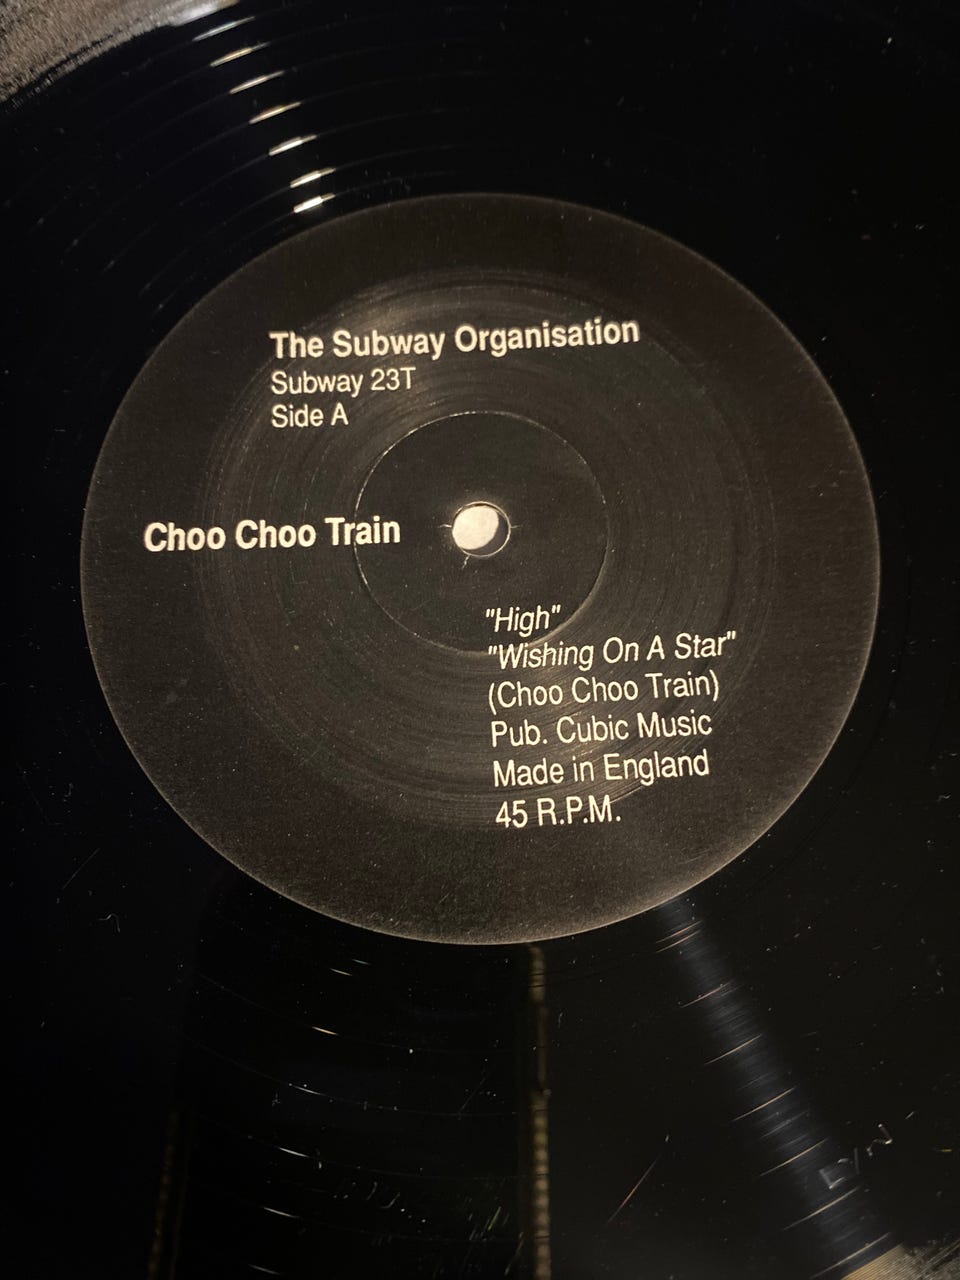 The Subway Organisation
Subway 23T
Side A
Choo Choo Train
"High"
"Wishing On A Star"
(Choo Choo Train)
Pub. Cubic Music
Made in England
45 R.P.M.
LYN